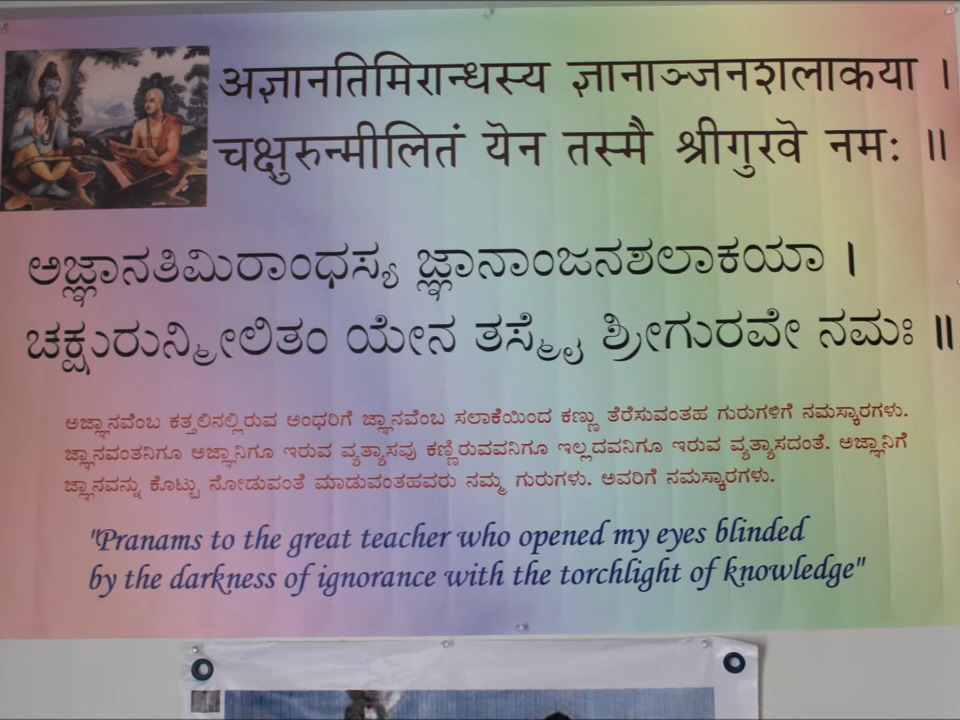 अज्ञानतिमिरान्धस्य ज्ञानाञ्जनशलाकया ।
चक्षुरुन्मीलितं येन तस्मै श्रीगुरवे नमः ॥
ಅಜ್ಞಾನತಿಮಿರಾಂಧಸ್ಯ ಜ್ಞಾನಾಂಜನಶಲಾಕಯಾ ।
ಚಕ್ಷುರುನ್ಮೀಲಿತಂ ಯೇನ ತಸ್ಮೈ ಶ್ರೀಗುರವೇ ನಮಃ ॥
ಅಜ್ಞಾನವೆಂಬ ಕತ್ತಲಿನಲ್ಲಿರುವ ಅಂಧರಿಗೆ ಜ್ಞಾನವೆಂಬ ಸಲಾಕೆಯಿಂದ ಕಣ್ಣು ತೆರೆಸುವಂತಹ ಗುರುಗಳಿಗೆ ನಮಸ್ಕಾರಗಳು.
ಜ್ಞಾನವಂತನಿಗೂ ಅಜ್ಞಾನಿಗೂ ಇರುವ ವ್ಯತ್ಯಾಸವು ಕಣ್ಣಿರುವವನಿಗೂ ಇಲ್ಲದವನಿಗೂ ಇರುವ ವ್ಯತ್ಯಾಸದಂತೆ. ಅಜ್ಞಾನಿಗೆ
ಜ್ಞಾನವನ್ನು ಕೊಟ್ಟು ನೋಡುವಂತೆ ಮಾಡುವಂತಹವರು ನಮ್ಮ ಗುರುಗಳು. ಅವರಿಗೆ ನಮಸ್ಕಾರಗಳು.
"Pranams to the great teacher who opened my eyes blinded
by the darkness of ignorance with the torchlight of knowledge"